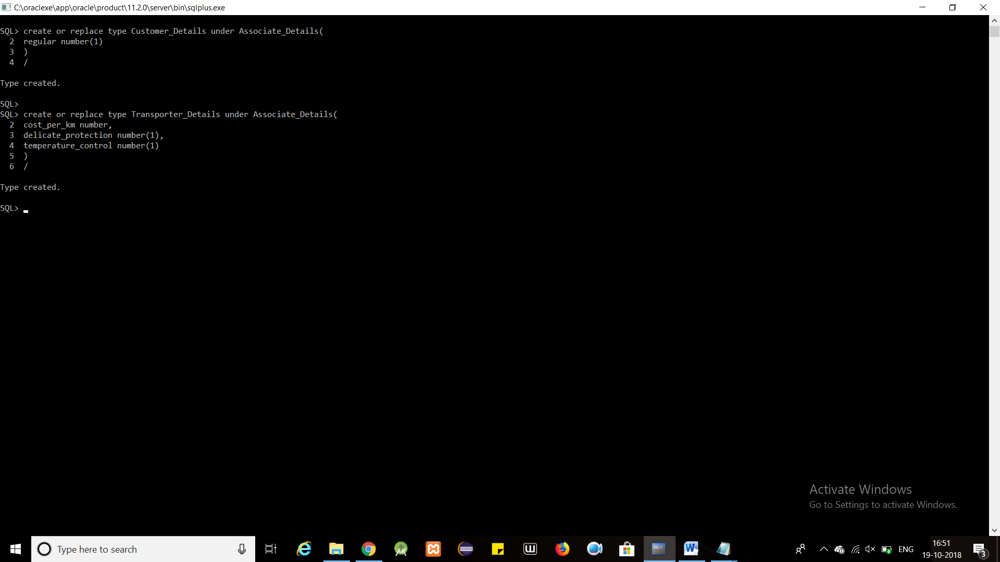 C:\oraclexe\app\oracle\product\11.2.0\server\bin\sqlplus.exe
SQL> create or replace type Customer_Details under Associate_Details(
2 regular number(1)
3 )
4 /
Type created.
SQL>
SQL> create or replace type Transporter_Details under Associate_Details(
2 cost_per_km number,
3 delicate_protection number(1),
4 temperature_control number(1)
5 )
6 /
Type created.
SQL>
Activate Windows
Go to Settings to activate Windows.
Type here to search
SQL>
ENG
16:51
19-10-2018
3